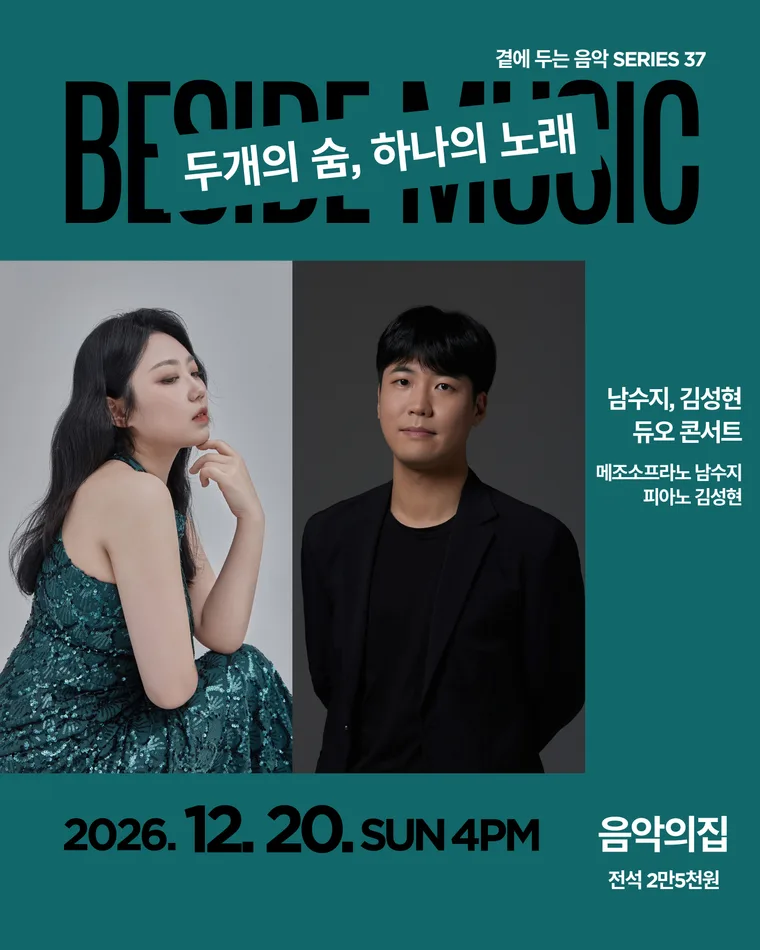 곁에 두는 음악 SERIES 37
BESIDE MUSIC
두개의 숨, 하나의 노래
남수지, 김성현
듀오 콘서트
메조소프라노 남수지
피아노 김성현
2026. 12. 20. SUN 4PM
음악의집
전석 2만5천원